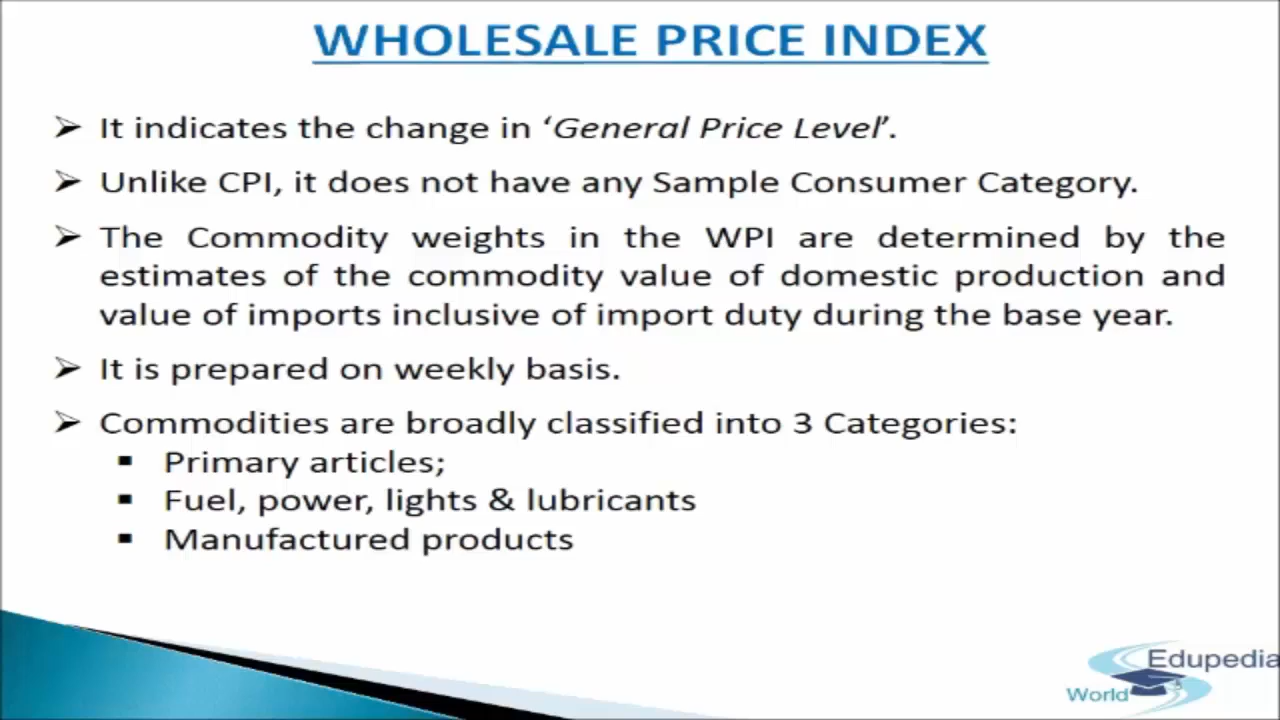 WHOLESALE PRICE INDEX
➢ It indicates the change in ‘General Price Level’.
➢ Unlike CPI, it does not have any Sample Consumer Category.
➢ The Commodity weights in the WPI are determined by the
estimates of the commodity value of domestic production and
value of imports inclusive of import duty during the base year.
➢ It is prepared on weekly basis.
➢ Commodities are broadly classified into 3 Categories:
▪ Primary articles;
▪ Fuel, power, lights & lubricants
▪ Manufactured products
Edupedia
World